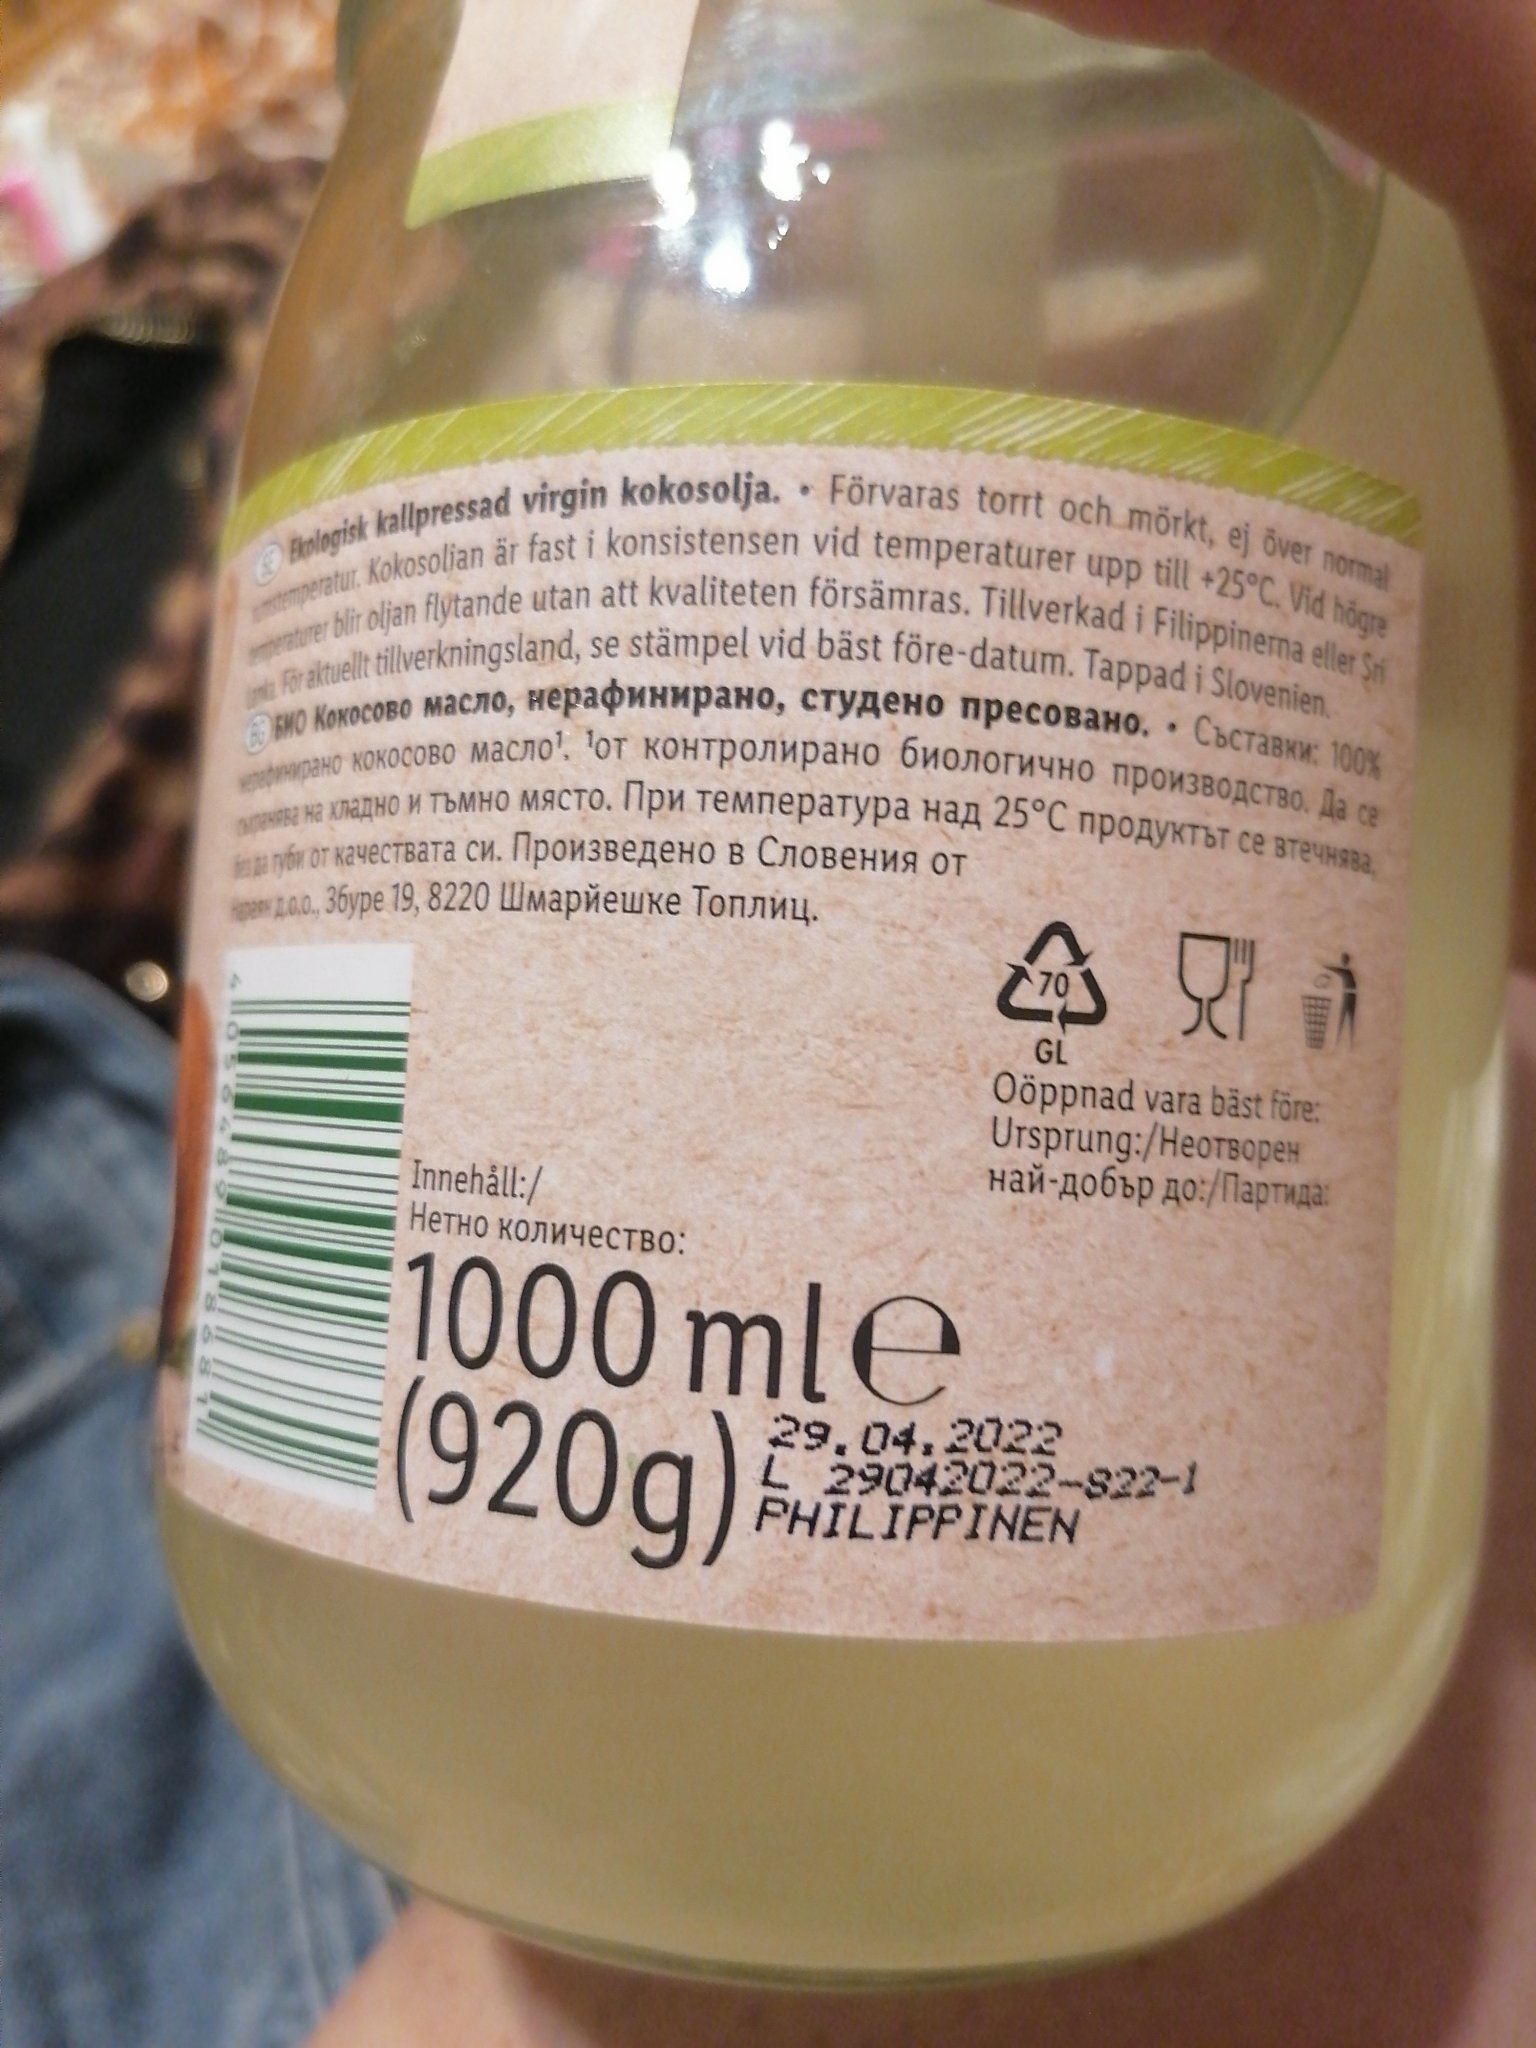 SE Ekologisk kallpressad virgin kokosolja. • Förvaras torrt och mörkt, ej över normal
rumstemperatur. Kokosoljan är fast i konsistensen vid temperaturer upp till +25°C. Vid högre
temperaturer blir oljan flytande utan att kvaliteten försämras. Tillverkad i Filippinerna eller Sri
Lanka. För aktuellt tillverkningsland, se stämpel vid bäst före-datum. Tappad i Slovenien.
BG БИО Кокосово масло, нерафинирано, студено пресовано. • Съставки: 100%
нерафинирано кокосово масло¹. ¹от контролирано биологично производство. Да се
съхранява на хладно и тъмно място. При температура над 25°C продуктът се втечнява,
без да губи от качествата си. Произведено в Словения от
д.о.о., Збуре 19, 8220 Шмарйешке Топлиц.
70
GL
Oöppnad vara bäst före:
Ursprung:/Неотворен
най-добър до:/Партида:
4056489018681
Innehåll:/
Нетно количество:
1000 ml e
(920g)
29.04.2022
L 29042022-822-1
PHILIPPINEN